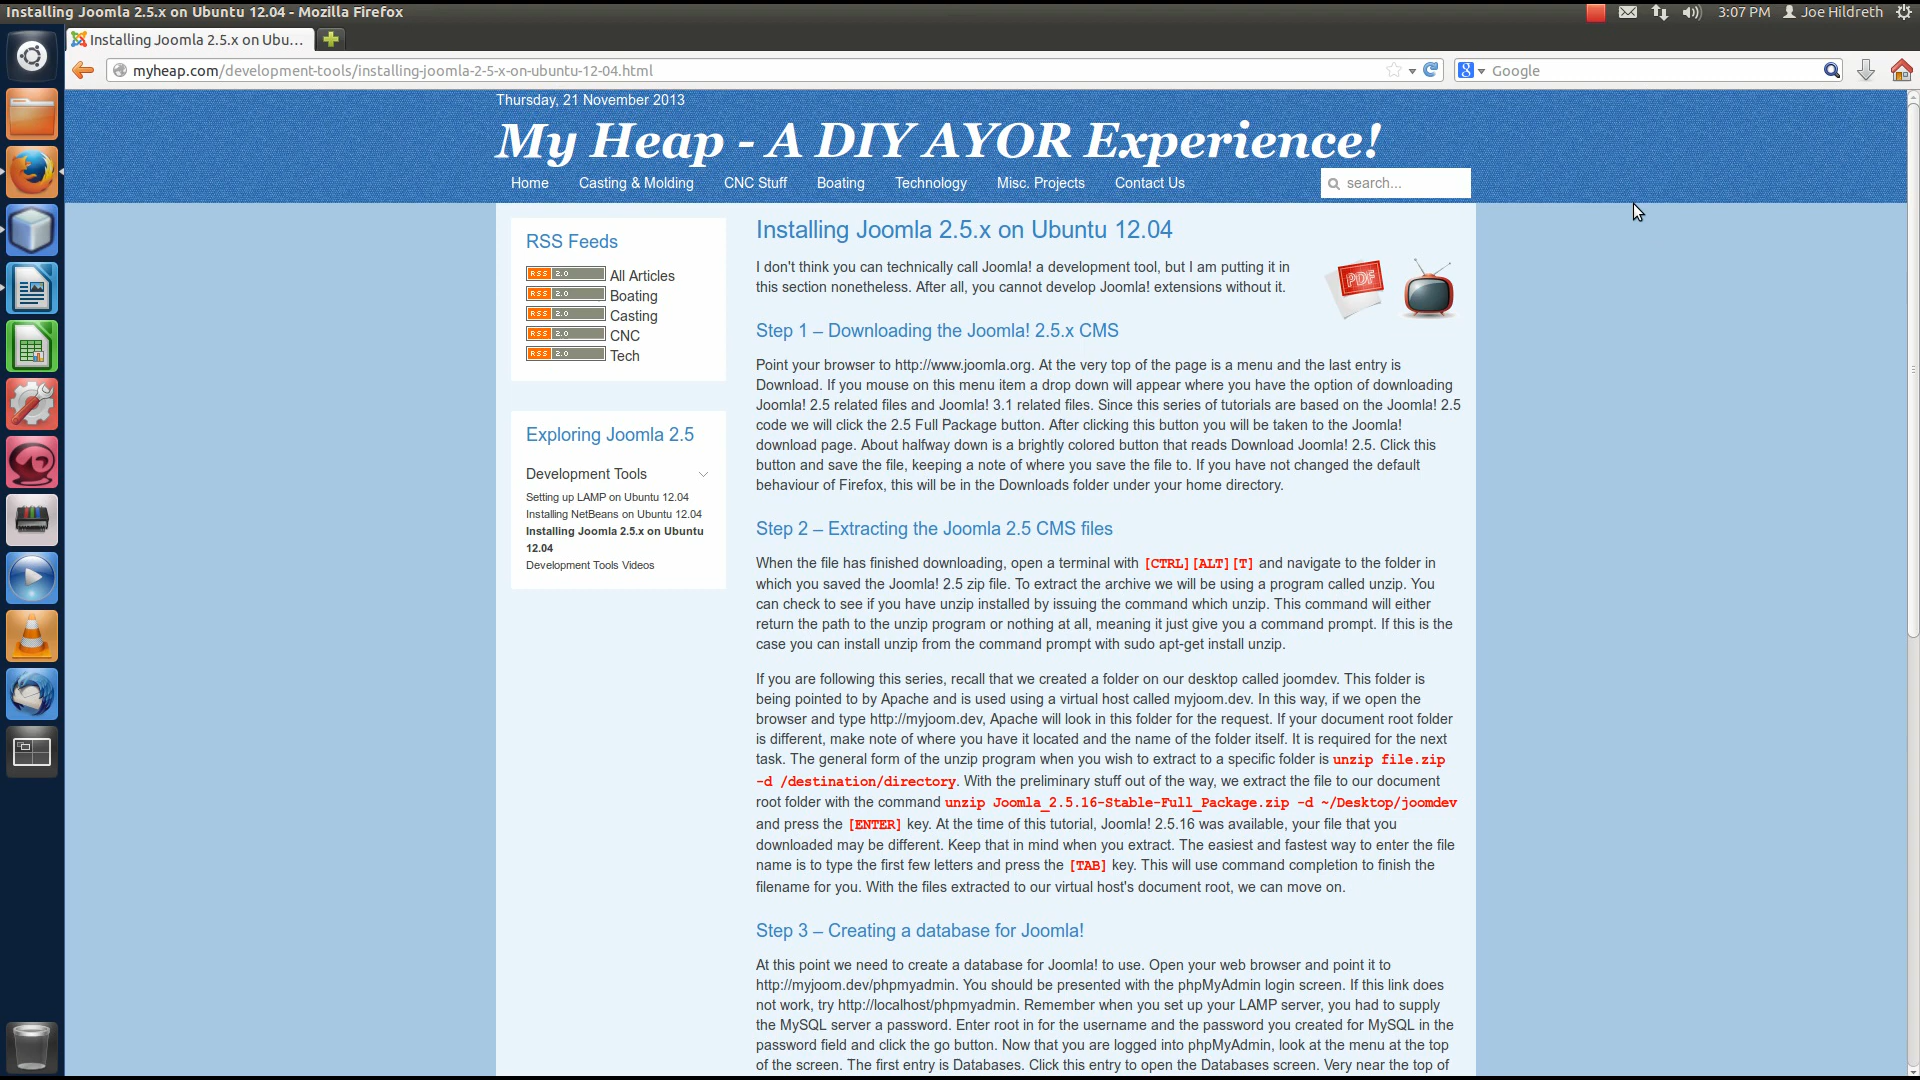 Installing Joomla 2.5.x on Ubuntu 12.04 - Mozilla Firefox
3:07 PM
Joe Hildreth
Installing Joomla 2.5.x on Ubu...
myheap.com/development-tools/installing-joomla-2-5-x-on-ubuntu-12-04.html
8
Google
Thursday, 21 November 2013
My Heap - A DIY AYOR Experience!
Home
Casting & Molding
CNC Stuff
Boating
Technology
Misc. Projects
Contact Us
search...
RSS Feeds
RSS 2.0 All Articles
RSS 2.0 Boating
RSS 2.0 Casting
RSS 2.0 CNC
RSS 2.0 Tech
Exploring Joomla 2.5
Development Tools
Setting up LAMP on Ubuntu 12.04
Installing NetBeans on Ubuntu 12.04
Installing Joomla 2.5.x on Ubuntu
12.04
Development Tools Videos
Installing Joomla 2.5.x on Ubuntu 12.04
I don't think you can technically call Joomla! a development tool, but I am putting it in
this section nonetheless. After all, you cannot develop Joomla! extensions without it.
PDF
Step 1 – Downloading the Joomla! 2.5.x CMS
Point your browser to http://www.joomla.org. At the very top of the page is a menu and the last entry is
Download. If you mouse on this menu item a drop down will appear where you have the option of downloading
Joomla! 2.5 related files and Joomla! 3.1 related files. Since this series of tutorials are based on the Joomla! 2.5
code we will click the 2.5 Full Package button. After clicking this button you will be taken to the Joomla!
download page. About halfway down is a brightly colored button that reads Download Joomla! 2.5. Click this
button and save the file, keeping a note of where you save the file to. If you have not changed the default
behaviour of Firefox, this will be in the Downloads folder under your home directory.
Step 2 – Extracting the Joomla 2.5 CMS files
When the file has finished downloading, open a terminal with [CTRL][ALT][T] and navigate to the folder in
which you saved the Joomla! 2.5 zip file. To extract the archive we will be using a program called unzip. You
can check to see if you have unzip installed by issuing the command which unzip. This command will either
return the path to the unzip program or nothing at all, meaning it just give you a command prompt. If this is the
case you can install unzip from the command prompt with sudo apt-get install unzip.
If you are following this series, recall that we created a folder on our desktop called joomdev. This folder is
being pointed to by Apache and is used using a virtual host called myjoom.dev. In this way, if we open the
browser and type http://myjoom.dev, Apache will look in this folder for the request. If your document root folder
is different, make note of where you have it located and the name of the folder itself. It is required for the next
task. The general form of the unzip program when you wish to extract to a specific folder is unzip file.zip
-d /destination/directory. With the preliminary stuff out of the way, we extract the file to our document
root folder with the command unzip Joomla_2.5.16-Stable-Full_Package.zip -d ~/Desktop/joomdev
and press the [ENTER] key. At the time of this tutorial, Joomla! 2.5.16 was available, your file that you
downloaded may be different. Keep that in mind when you extract. The easiest and fastest way to enter the file
name is to type the first few letters and press the [TAB] key. This will use command completion to finish the
filename for you. With the files extracted to our virtual host's document root, we can move on.
Step 3 – Creating a database for Joomla!
At this point we need to create a database for Joomla! to use. Open your web browser and point it to
http://myjoom.dev/phpmyadmin. You should be presented with the phpMyAdmin login screen. If this link does
not work, try http://localhost/phpmyadmin. Remember when you set up your LAMP server, you had to supply
the MySQL server a password. Enter root in for the username and the password you created for MySQL in the
password field and click the go button. Now that you are logged into phpMyAdmin, look at the menu at the top
of the screen. The first entry is Databases. Click this entry to open the Databases screen. Very near the top of